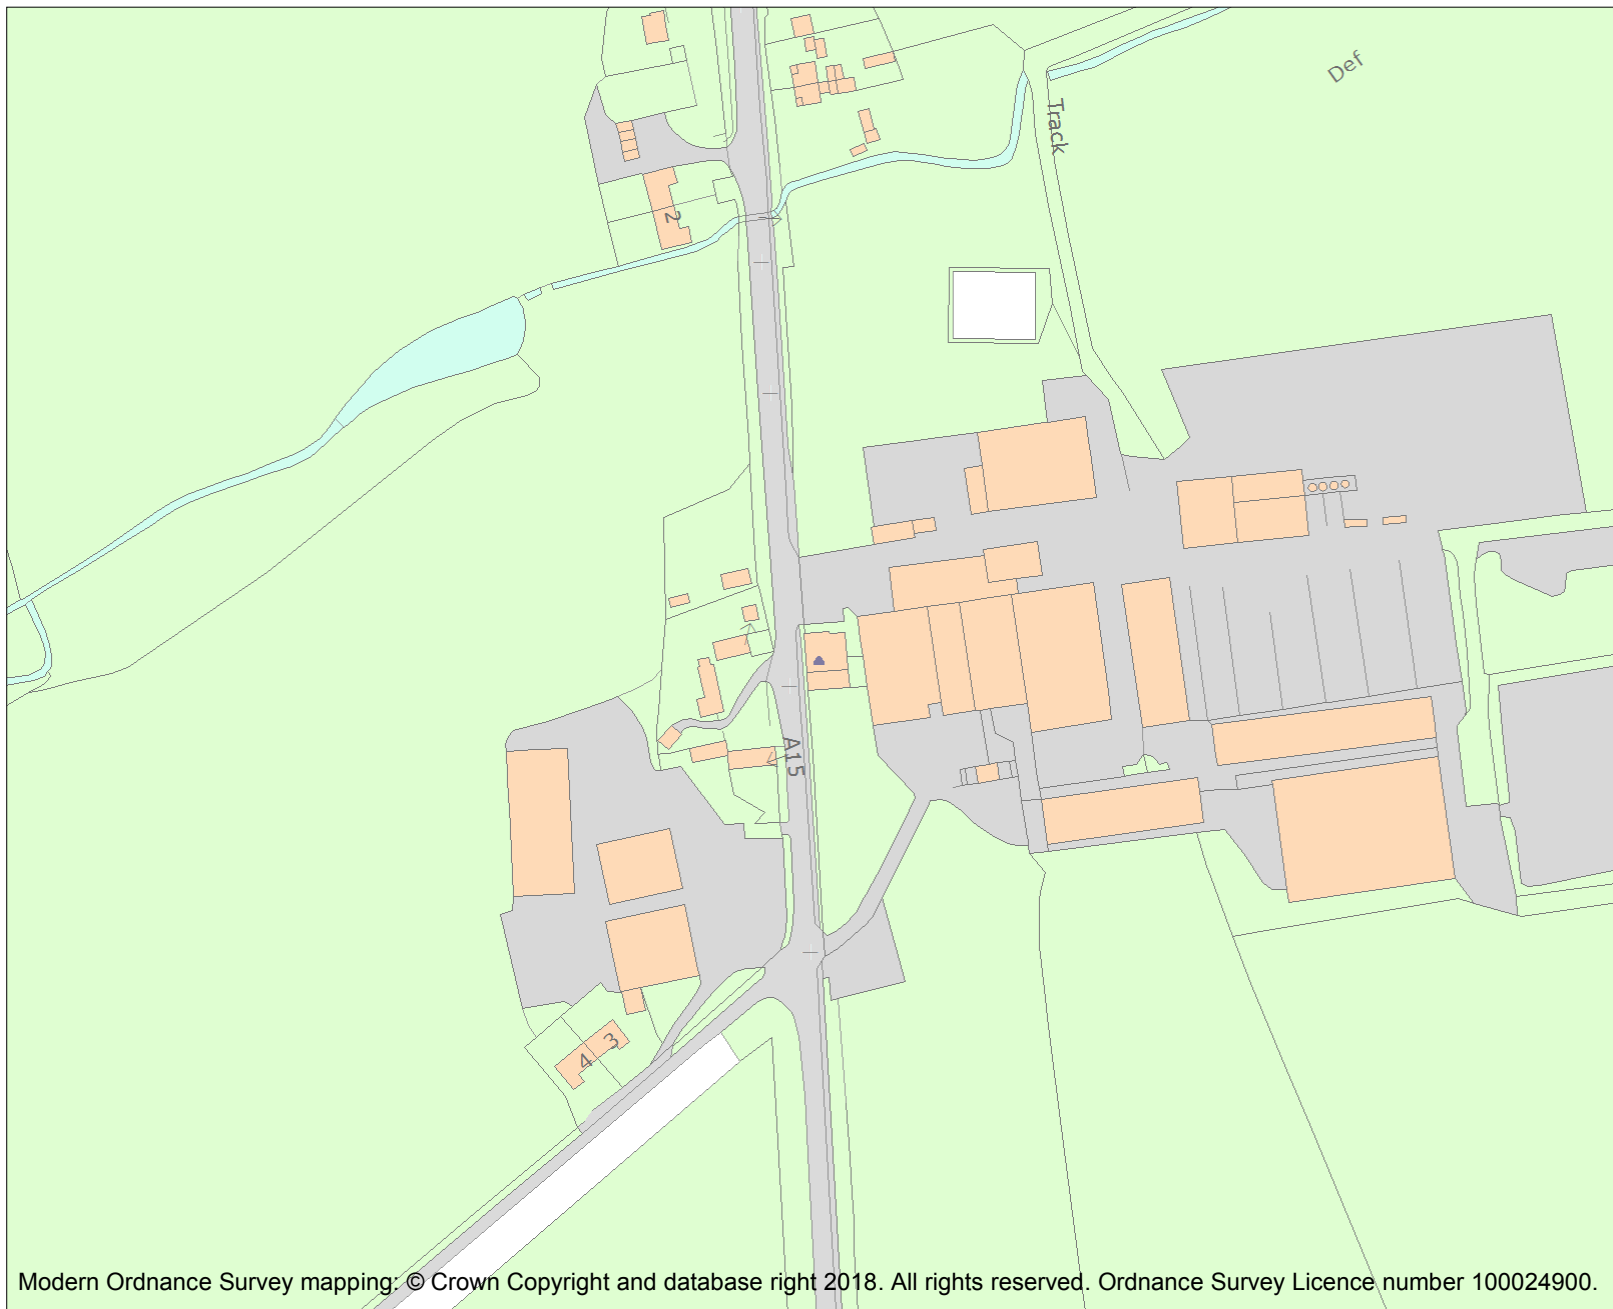 Def
Track
2
A15
3
4
Modern Ordnance Survey mapping: © Crown Copyright and database right 2018. All rights reserved. Ordnance Survey Licence number 100024900.